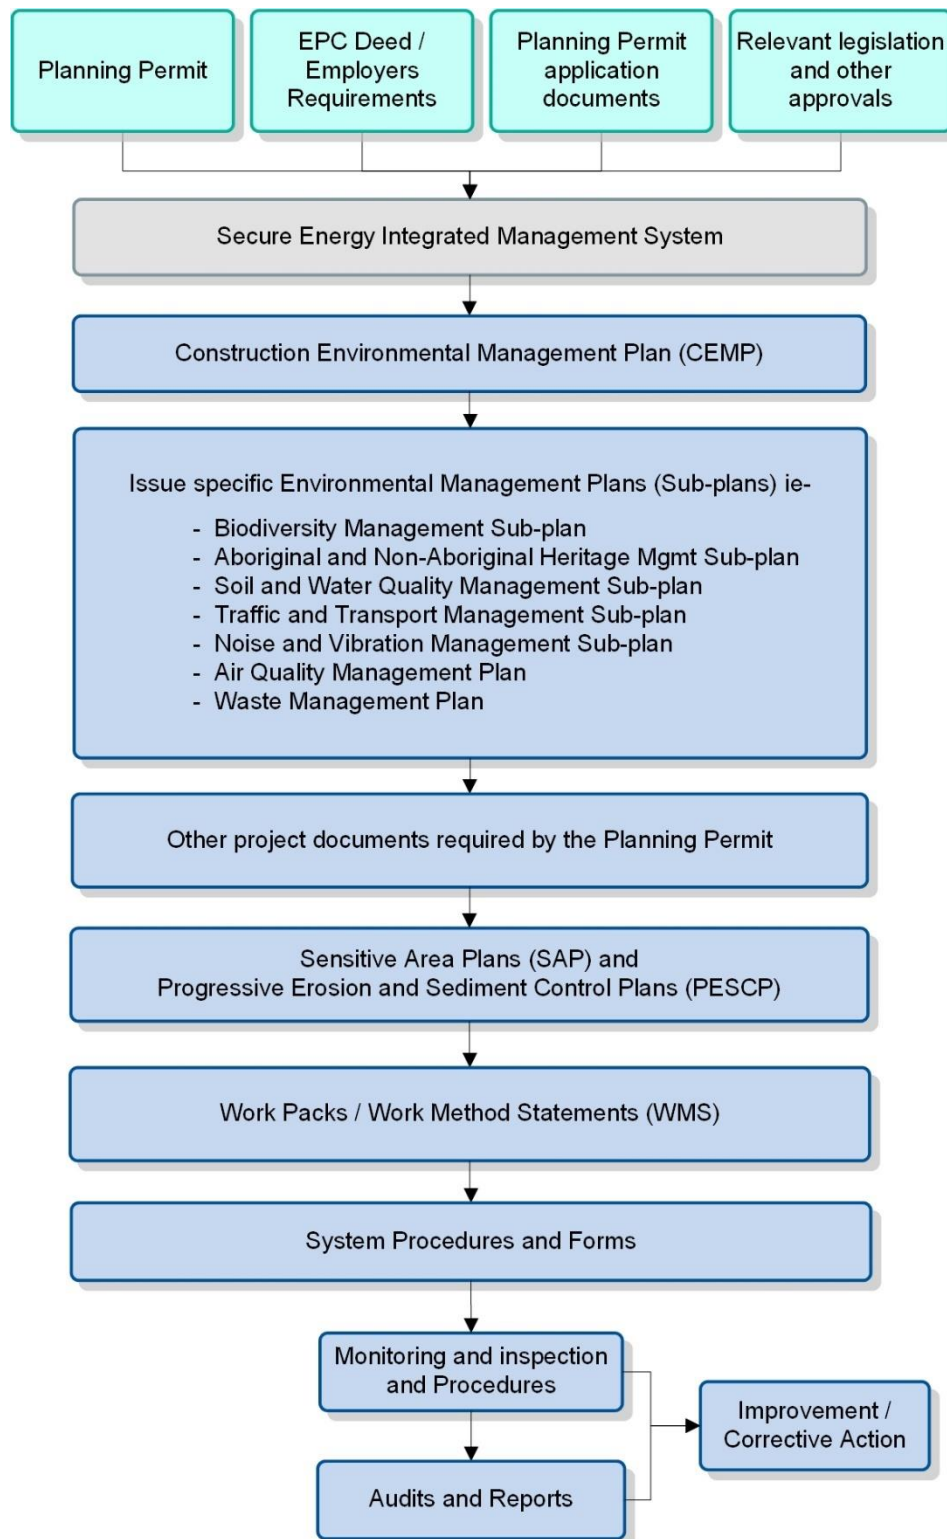 Planning Permit
EPC Deed /
Employers
Requirements
Planning Permit
application
documents
Relevant legislation
and other
approvals
Secure Energy Integrated Management System
Construction Environmental Management Plan (CEMP)
Issue specific Environmental Management Plans (Sub-plans) ie-
- Biodiversity Management Sub-plan
- Aboriginal and Non-Aboriginal Heritage Mgmt Sub-plan
- Soil and Water Quality Management Sub-plan
- Traffic and Transport Management Sub-plan
- Noise and Vibration Management Sub-plan
- Air Quality Management Plan
- Waste Management Plan
Other project documents required by the Planning Permit
Sensitive Area Plans (SAP) and
Progressive Erosion and Sediment Control Plans (PESCP)
Work Packs / Work Method Statements (WMS)
System Procedures and Forms
Monitoring and inspection
and Procedures
Improvement /
Corrective Action
Audits and Reports